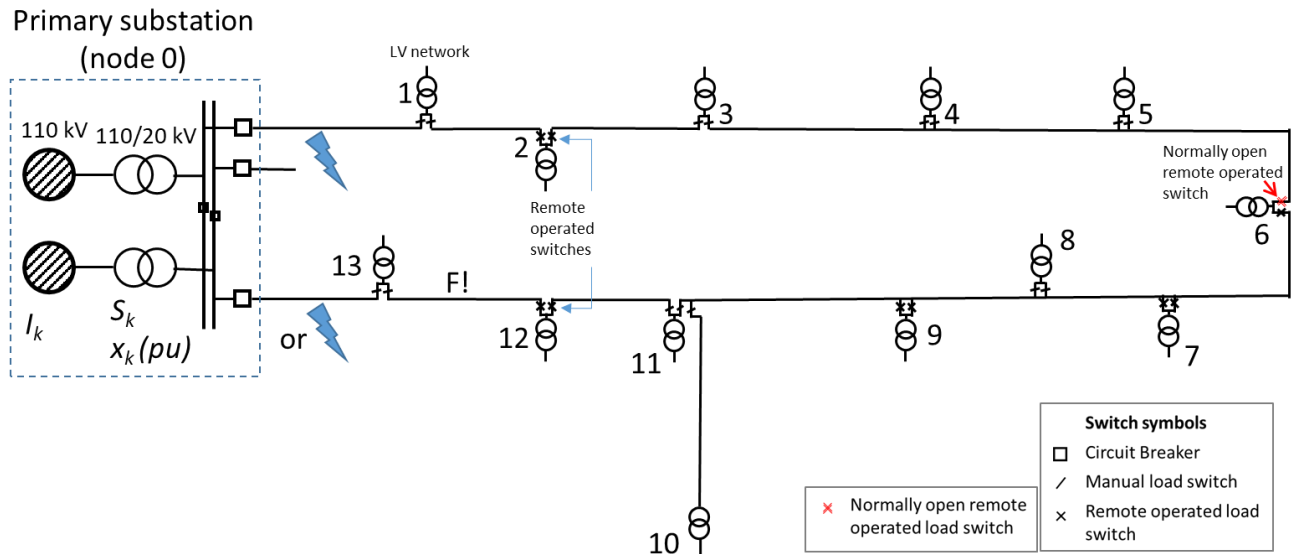 Primary substation
(node 0)
110 kV
110/20 kV
I_k
S_k
x_k (pu)
LV network
1
2
3
4
5
Normally open
remote operated
switch
6
Remote
operated
switches
13
F!
or
12
11
9
8
7
10
Switch symbols
Circuit Breaker
Manual load switch
Remote operated load
switch
Normally open remote
operated load switch